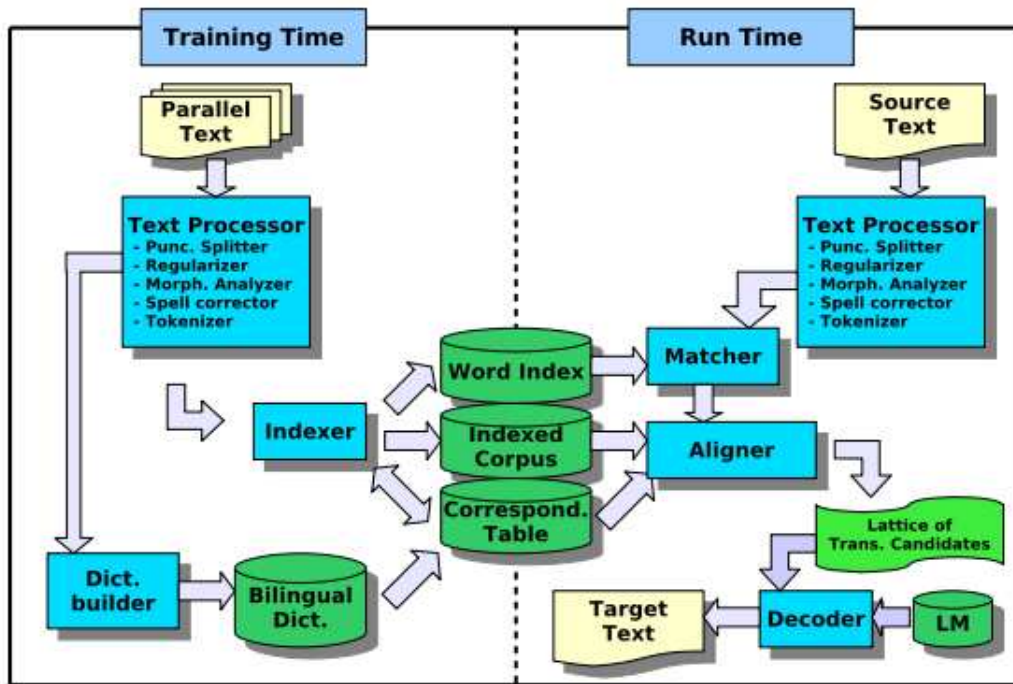 Training Time
Run Time
Parallel
Text
Source
Text
Text Processor
- Punc. Splitter
- Regularizer
- Morph. Analyzer
- Spell corrector
- Tokenizer
Text Processor
- Punc. Splitter
- Regularizer
- Morph. Analyzer
- Spell corrector
- Tokenizer
Word Index
Matcher
Indexer
Indexed
Corpus
Aligner
Correspond.
Table
Lattice of
Trans. Candidates
Dict.
builder
Bilingual
Dict.
Target
Text
Decoder
LM